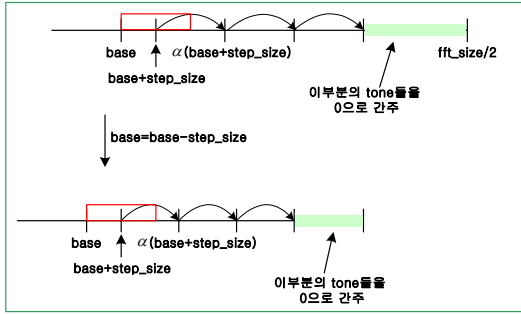 base
α(base+step_size)
fft_size/2
base+step_size
이부분의 tone들을
0으로 간주
base=base-step_size
base
α(base+step_size)
base+step_size
이부분의 tone들을
0으로 간주